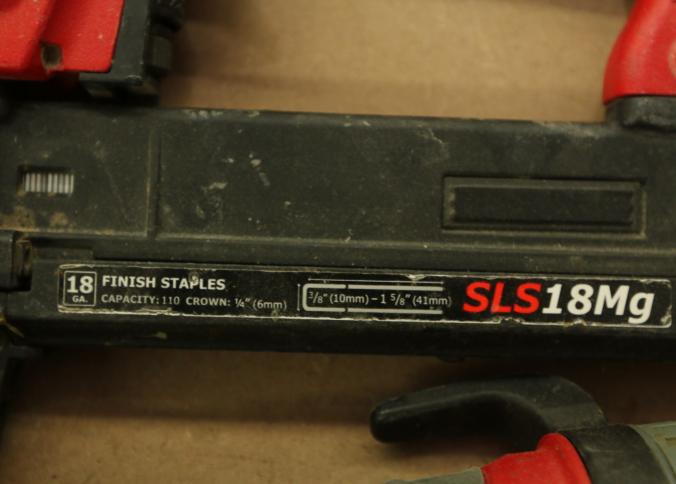 18 GA.
FINISH STAPLES
CAPACITY:110 CROWN: ¼" (6mm)
3/8" (10mm) – 1 5/8" (41mm)
SLS18Mg